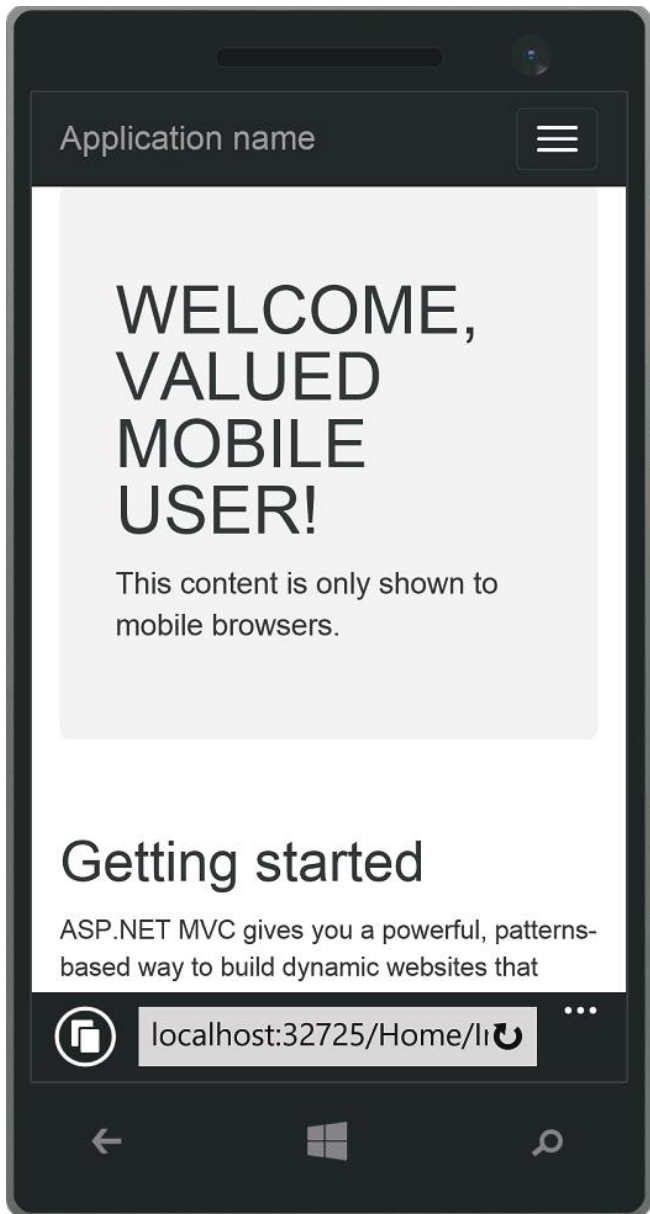 Application name
WELCOME,
VALUED
MOBILE
USER!
This content is only shown to
mobile browsers.
Getting started
ASP.NET MVC gives you a powerful, patterns-
based way to build dynamic websites that
localhost:32725/Home/